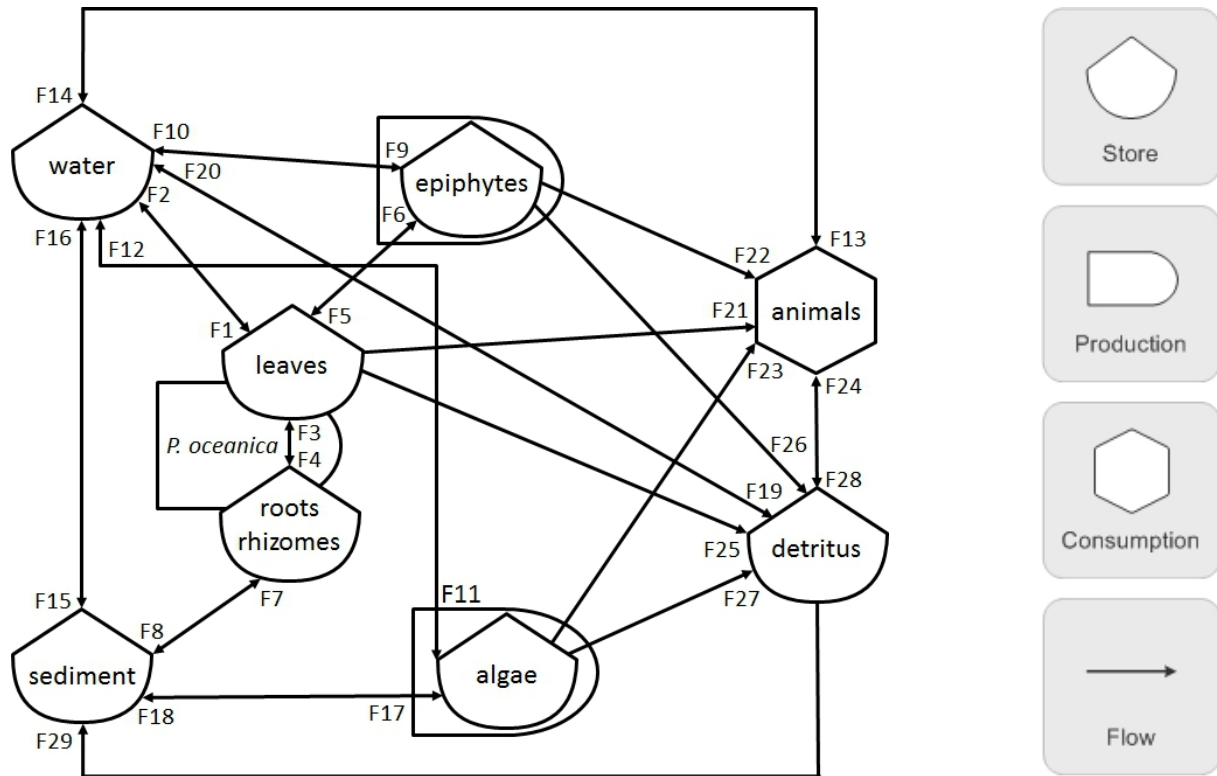 F14
F10
water
F20
F2
F9
epiphytes
F6
F16
F12
F13
F22
F21
animals
F1
F5
leaves
F23
F24
F3
P. oceanica
F4
F26
F28
roots
rhizomes
F19
detritus
F25
F7
F27
F15
F8
F11
sediment
algae
F18
F17
F29
Store
Production
Consumption
Flow